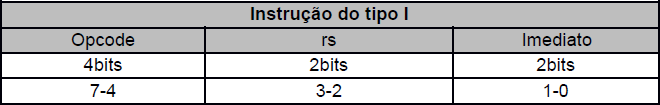 Instrução do tipo I
Opcode rs Imediato
4bits 2bits 2bits
7-4 3-2 1-0